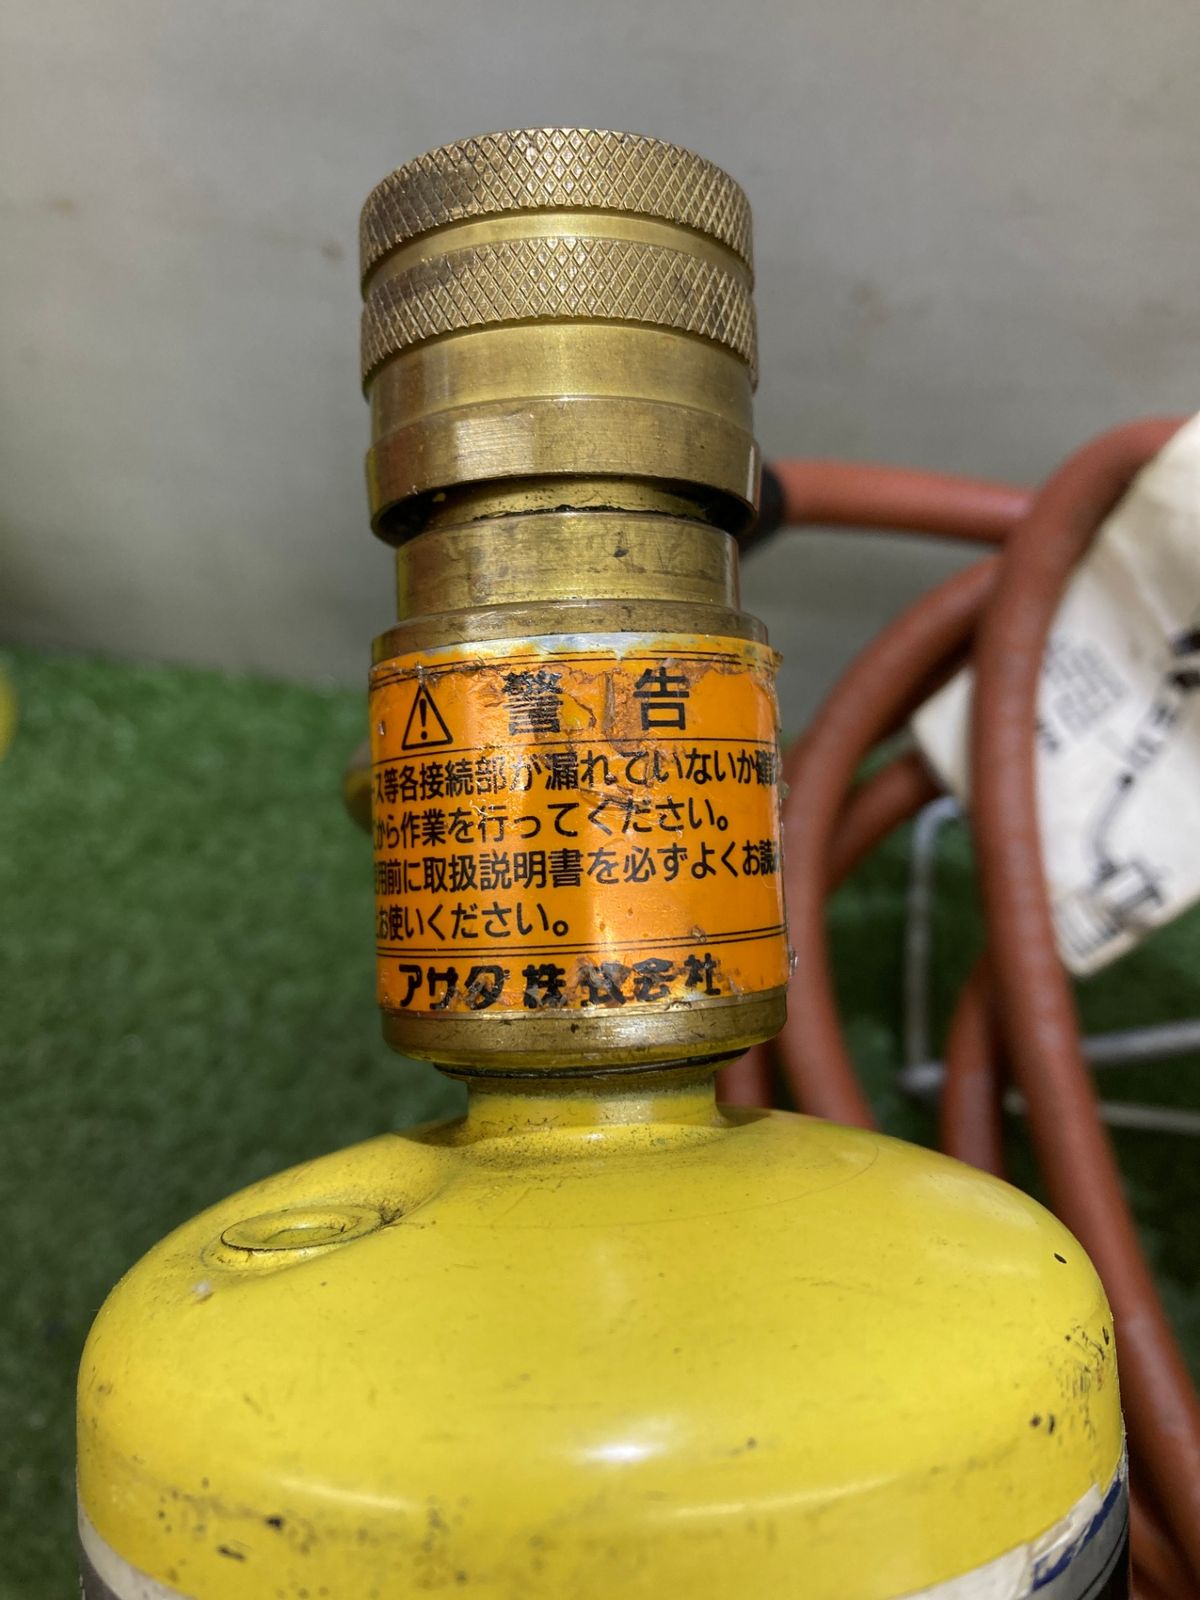 警告
ス等各接続部が漏れていないか確認
から作業を行ってください。
用前に取扱説明書を必ずよくお読み
お使いください。
アサダ株式会社